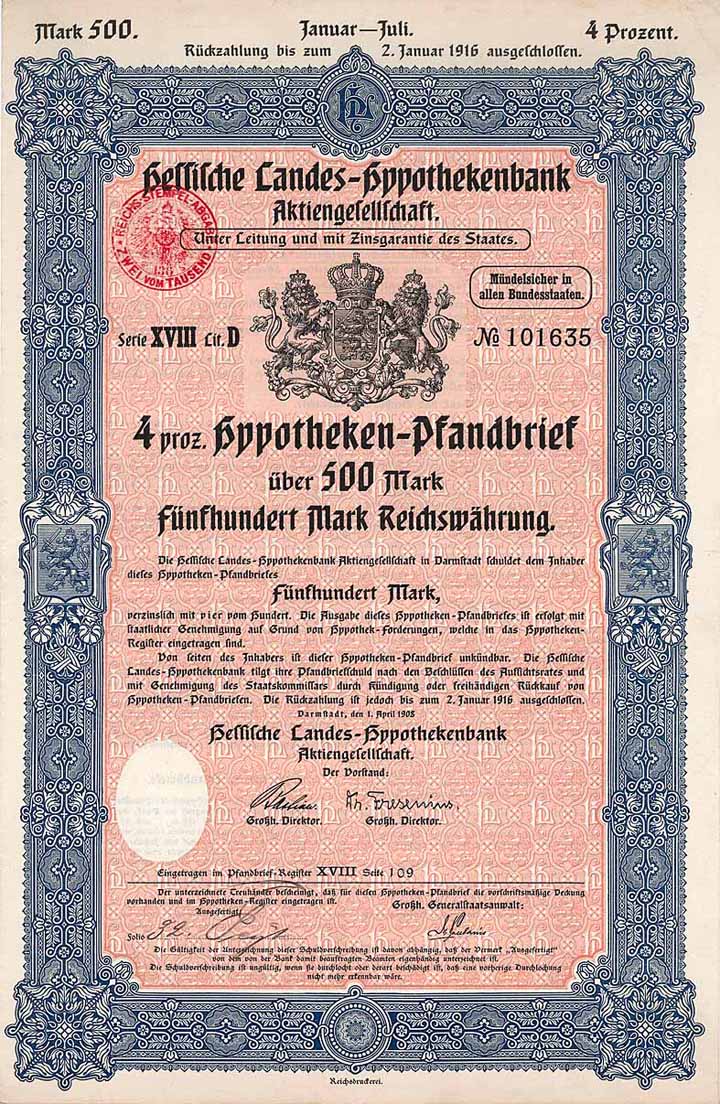 Mark 500.
Januar—Juli.
4 Prozent.
Rückzahlung bis zum 2. Januar 1916 ausgeschlossen.
HL
Hessische Landes-Hypothekenbank
Aktiengesellschaft.
REICHS-STEMPEL-ABGABE
ZWEI VOM TAUSEND
Unter Leitung und mit Zinsgarantie des Staates.
Mündelsicher in
allen Bundesstaaten.
Serie XVIII Lit. D
№ 101635
4 proz. Hypotheken-Pfandbrief
über 500 Mark
Fünfhundert Mark Reichswährung.
Die Hessische Landes-Hypothekenbank Aktiengesellschaft in Darmstadt schuldet dem Inhaber
dieses Hypotheken-Pfandbriefes
Fünfhundert Mark,
verzinslich mit vier vom Hundert. Die Ausgabe dieses Hypotheken-Pfandbriefes ist erfolgt mit
staatlicher Genehmigung auf Grund von Hypothek-Forderungen, welche in das Hypotheken-
Register eingetragen sind.
Von seiten des Inhabers ist dieser Hypotheken-Pfandbrief unkündbar. Die Hessische
Landes-Hypothekenbank tilgt ihre Pfandbriefschuld nach den Beschlüssen des Aufsichtsrates und
mit Genehmigung des Staatskommissars durch Kündigung oder freihändigen Rückkauf von
Hypotheken-Pfandbriefen. Die Rückzahlung ist jedoch bis zum 2. Januar 1916 ausgeschlossen.
Darmstadt, den 1. April 1908
Hessische Landes-Hypothekenbank
Aktiengesellschaft.
Der Vorstand:
Großh. Direktor.
Großh. Direktor.
Eingetragen im Pfandbrief-Register XVIII Seite 109
Der unterzeichnete Treuhänder bescheinigt, daß für diesen Hypotheken-Pfandbrief die vorschriftsmäßige Deckung
vorhanden und im Hypotheken-Register eingetragen ist.
Großh. Generalstaatsanwalt:
Ausgefertigt
Folio
Die Gültigkeit der Unterzeichnung dieser Schuldverschreibung ist davon abhängig, daß der Vermerk „Ausgefertigt"
von dem von der Bank damit beauftragten Beamten eigenhändig unterzeichnet ist.
Die Schuldverschreibung ist ungültig, wenn sie durchlocht oder derart beschädigt ist, daß eine vorherige Durchlochung
nicht mehr erkennbar wäre.
Reichsdruckerei.